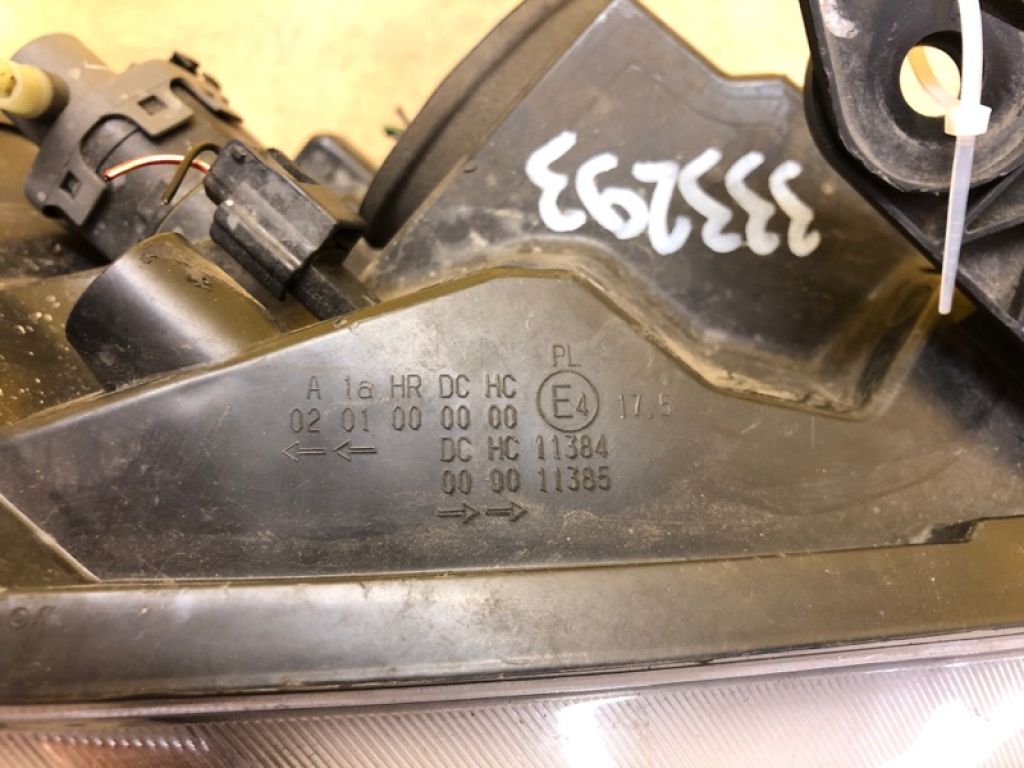 333293
PL
A 1a HR DC HC E4 17,5
02 01 00 00 00
DC HC 11384
00 00 11385